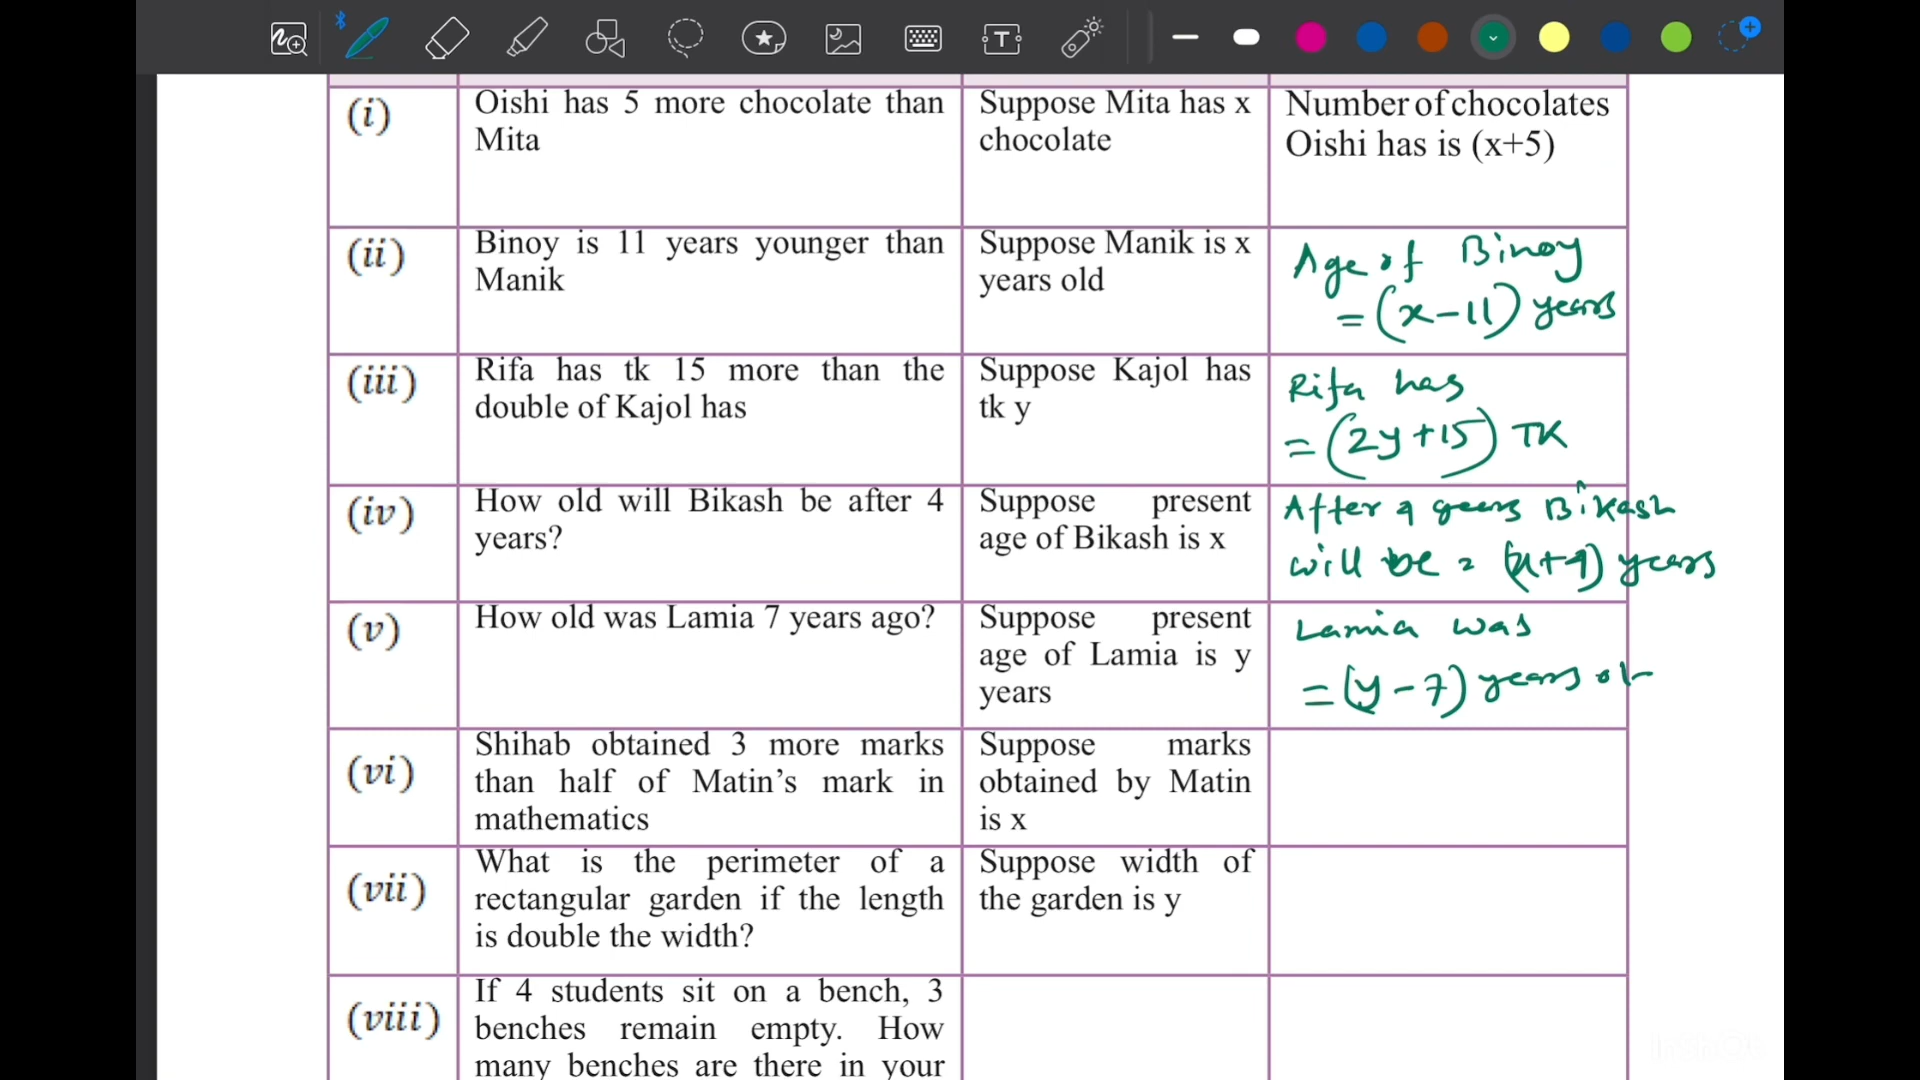 (i)
Oishi has 5 more chocolate than
Mita
Suppose Mita has x
chocolate
Number of chocolates
Oishi has is (x+5)
(ii)
Binoy is 11 years younger than
Manik
Suppose Manik is x
years old
Age of Binoy
= (x-11) years
(iii)
Rifa has tk 15 more than the
double of Kajol has
Suppose Kajol has
tk y
Rifa has
= (2y+15) TK
(iv)
How old will Bikash be after 4
years?
Suppose present
age of Bikash is x
After 4 years Bikash
will be = (x+4) years
(v)
How old was Lamia 7 years ago?
Suppose present
age of Lamia is y
years
Lamia was
= (y-7) years
(vi)
Shihab obtained 3 more marks
than half of Matin’s mark in
mathematics
Suppose marks
obtained by Matin
is x
(vii)
What is the perimeter of a
rectangular garden if the length
is double the width?
Suppose width of
the garden is y
(viii)
If 4 students sit on a bench, 3
benches remain empty. How
many benches are there in your